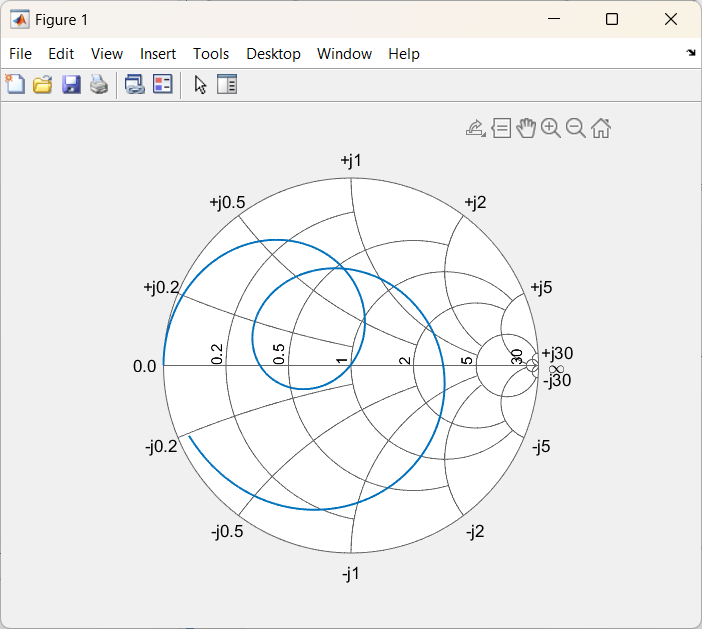 Figure 1
File Edit View Insert Tools Desktop Window Help
+j1
+j0.5
+j2
+j0.2
+j5
0.0
0.2
0.5
1
2
5
30
+j30
∞
-j30
-j0.2
-j5
-j0.5
-j2
-j1